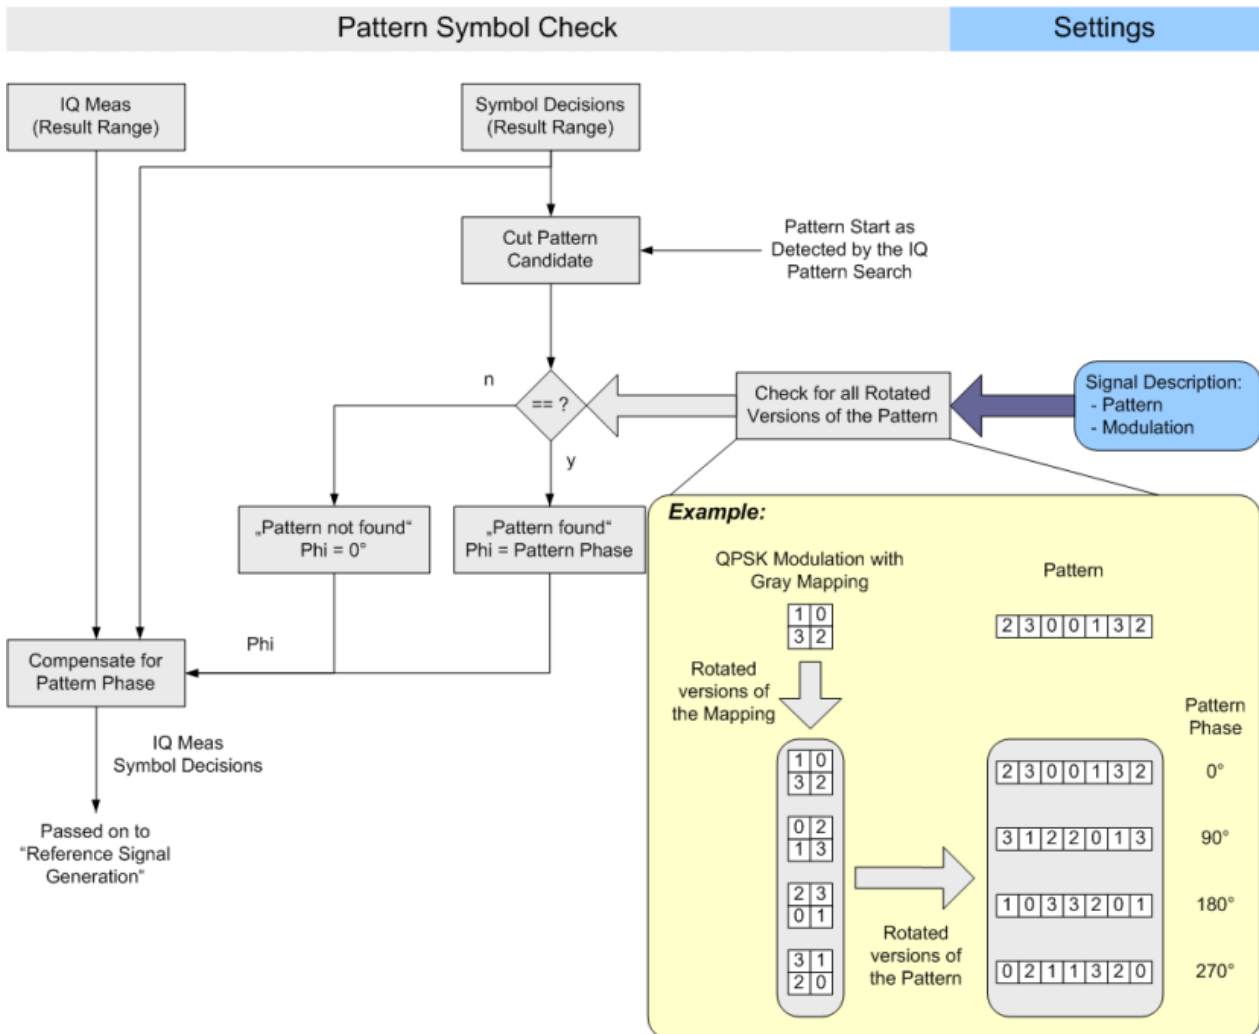 Pattern Symbol Check
Settings
IQ Meas
(Result Range)
Symbol Decisions
(Result Range)
Cut Pattern
Candidate
Pattern Start as
Detected by the IQ
Pattern Search
n
== ?
y
Check for all Rotated
Versions of the Pattern
Signal Description:
- Pattern
- Modulation
„Pattern not found“
Phi = 0°
„Pattern found“
Phi = Pattern Phase
Phi
Compensate for
Pattern Phase
IQ Meas
Symbol Decisions
Passed on to
“Reference Signal
Generation“
Example:
QPSK Modulation with
Gray Mapping
1 0
3 2
Pattern
2 3 0 0 1 3 2
Rotated
versions of
the Mapping
Pattern
Phase
1 0
3 2
2 3 0 0 1 3 2
0°
0 2
1 3
3 1 2 2 0 1 3
90°
2 3
0 1
1 0 3 3 2 0 1
180°
3 1
2 0
0 2 1 1 3 2 0
270°
Rotated
versions of
the Pattern